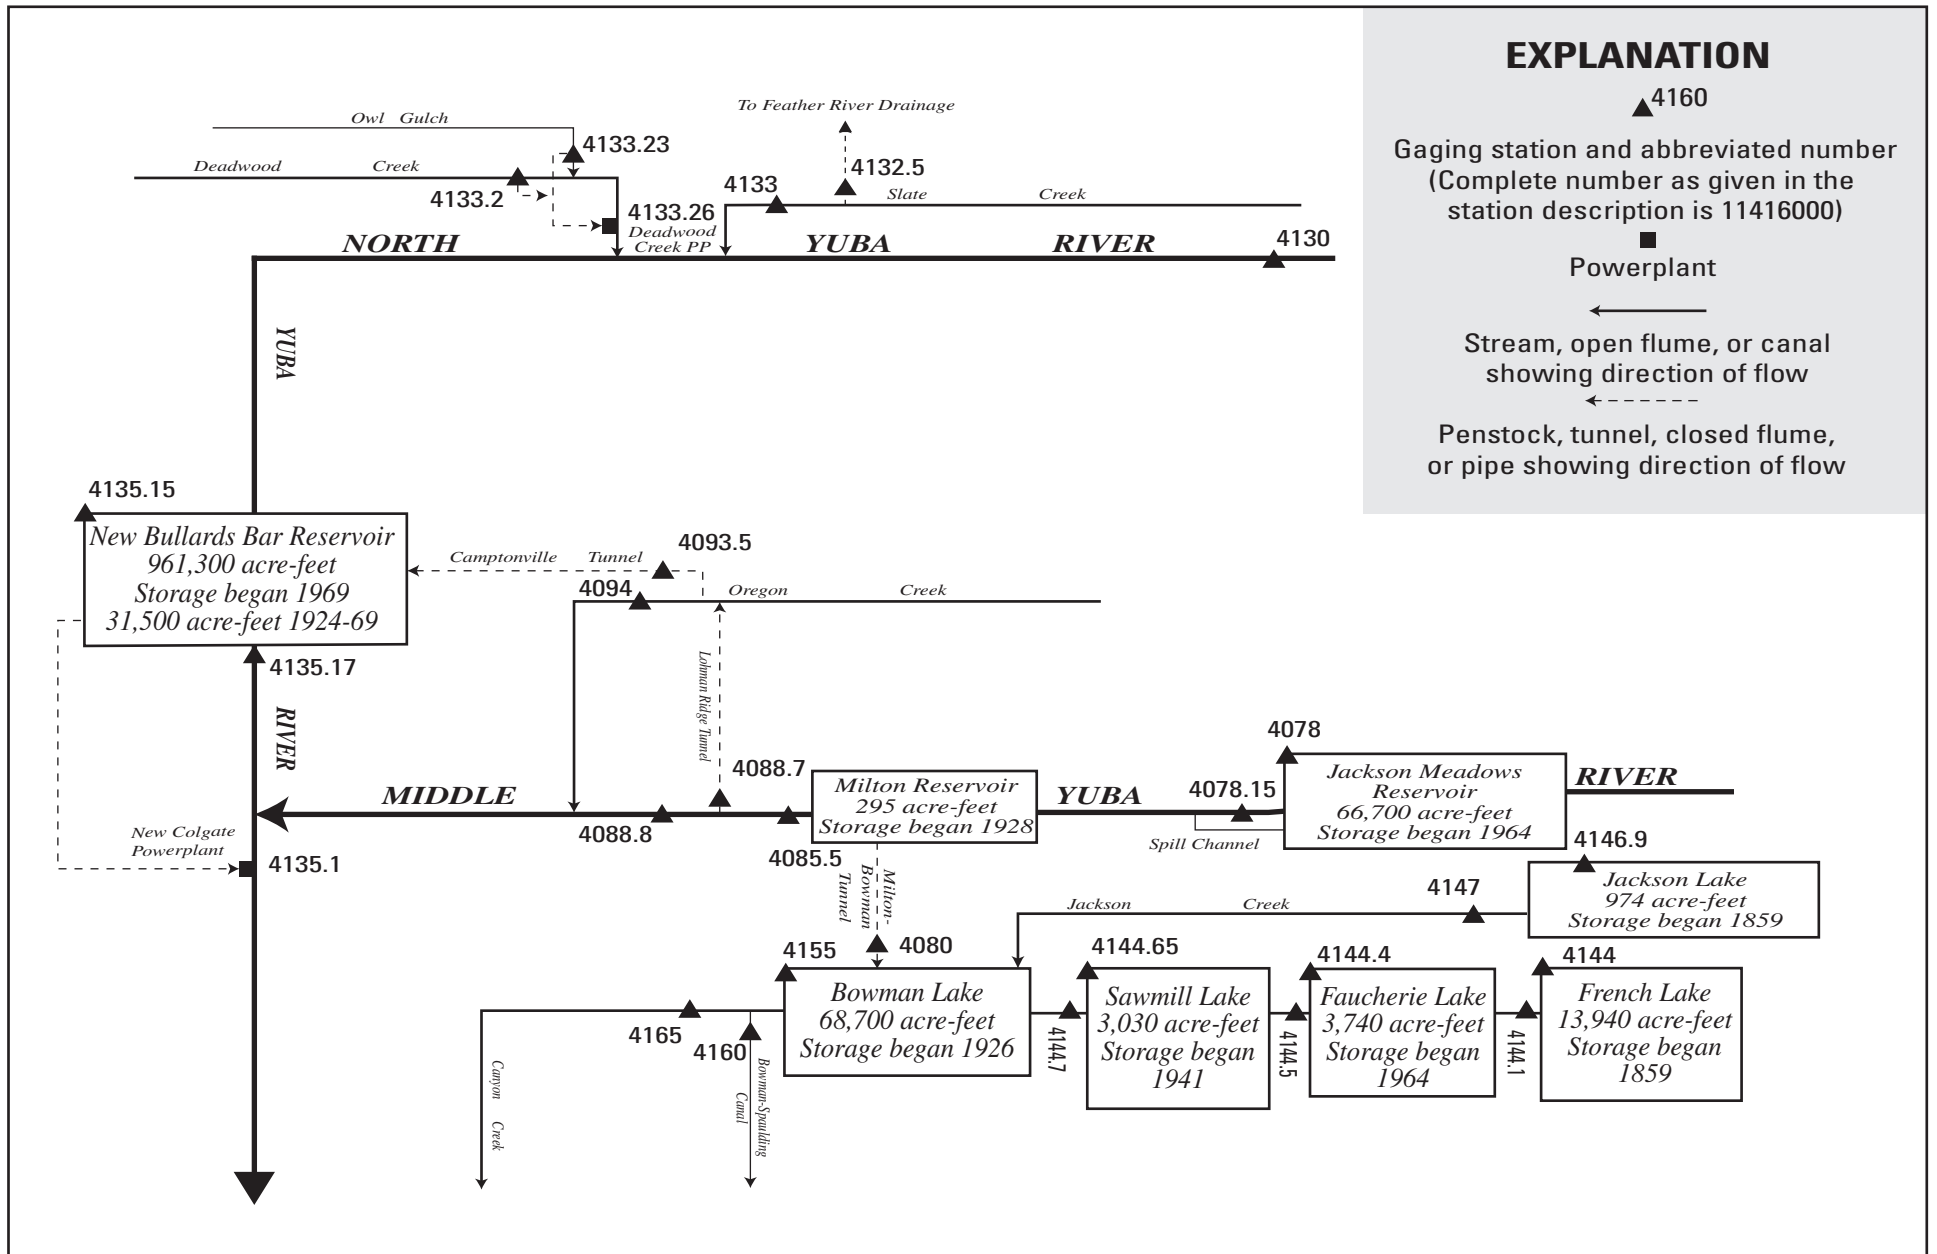 EXPLANATION
4160
Gaging station and abbreviated number
(Complete number as given in the
station description is 11416000)
Powerplant
Stream, open flume, or canal
showing direction of flow
Penstock, tunnel, closed flume,
or pipe showing direction of flow
To Feather River Drainage
Owl Gulch
4133.23
Deadwood Creek
4133.2
4132.5
4133
Slate Creek
4133.26
Deadwood
Creek PP
NORTH YUBA RIVER
4130
YUBA
4135.15
New Bullards Bar Reservoir
961,300 acre-feet
Storage began 1969
31,500 acre-feet 1924-69
Camptonville Tunnel
4093.5
4094
Oregon Creek
4135.17
RIVER
Lohman Ridge Tunnel
4078
4088.7
Milton Reservoir
295 acre-feet
Storage began 1928
MIDDLE YUBA RIVER
4078.15
Jackson Meadows
Reservoir
66,700 acre-feet
Storage began 1964
4088.8
Spill Channel
New Colgate
Powerplant
4135.1
4085.5
Milton-
Bowman
Tunnel
4146.9
Jackson Lake
974 acre-feet
Storage began 1859
4147
Jackson Creek
4080
4155
Bowman Lake
68,700 acre-feet
Storage began 1926
4144.65
Sawmill Lake
3,030 acre-feet
Storage began
1941
4144.4
Faucherie Lake
3,740 acre-feet
Storage began
1964
4144
French Lake
13,940 acre-feet
Storage began
1859
4144.7
4144.5
4144.1
4165
4160
Canyon Creek
Bowman-Spaulding
Canal